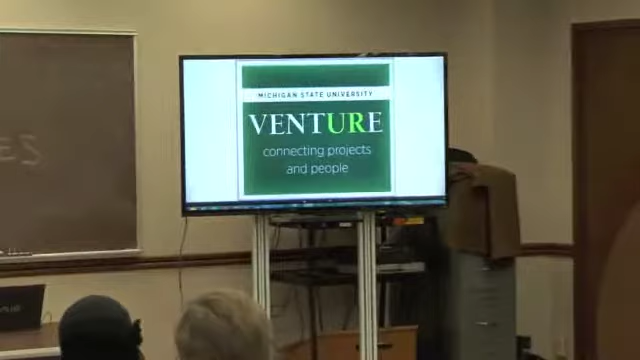 MICHIGAN STATE UNIVERSITY
VENTURE
connecting projects
and people